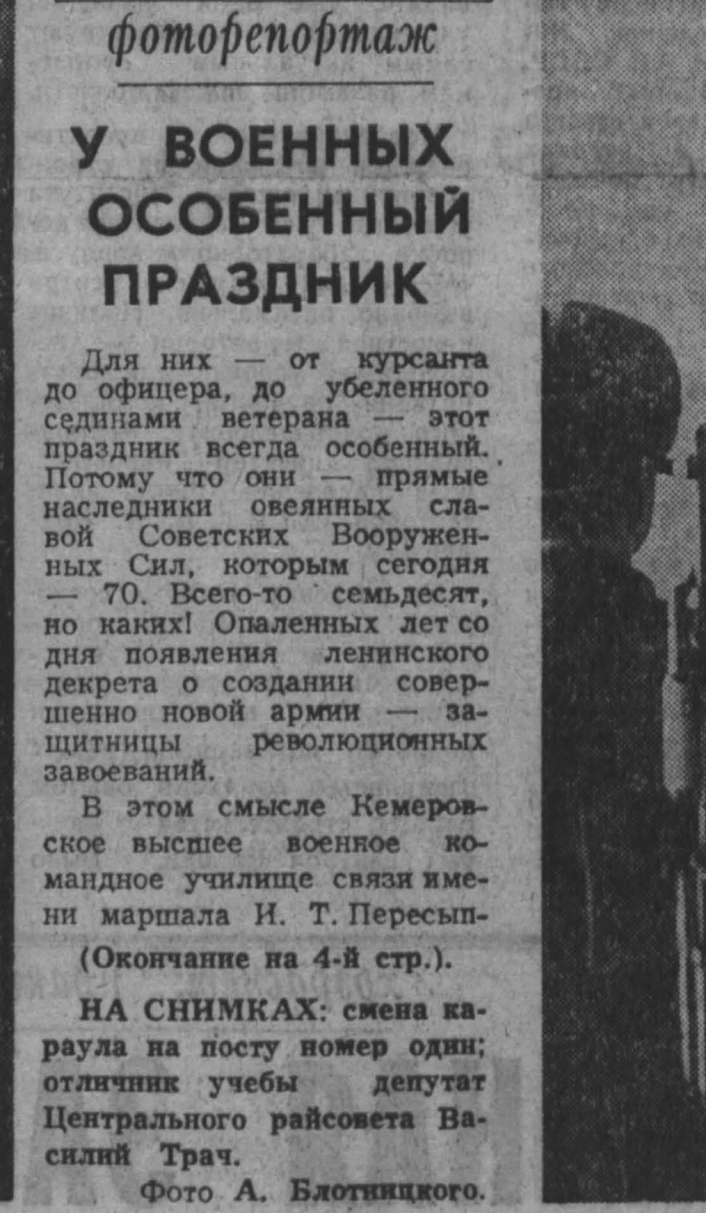 фоторепортаж
У ВОЕННЫХ
ОСОБЕННЫЙ
ПРАЗДНИК
Для них — от курсанта
до офицера, до убеленного
сединами ветерана — этот
праздник всегда особенный.
Потому что они — прямые
наследники овеянных сла-
вой Советских Вооружен-
ных Сил, которым сегодня
— 70. Всего-то семьдесят,
но каких! Опаленных лет со
дня появления ленинского
декрета о создании совер-
шенно новой армии — за-
щитницы революционных
завоеваний.
В этом смысле Кемеров-
ское высшее военное ко-
мандное училище связи име-
ни маршала И. Т. Пересып-
(Окончание на 4-й стр.).
НА СНИМКАХ: смена ка-
раула на посту номер один;
отличник учебы депутат
Центрального райсовета Ва-
силий Трач.
Фото А. Блотницкого.